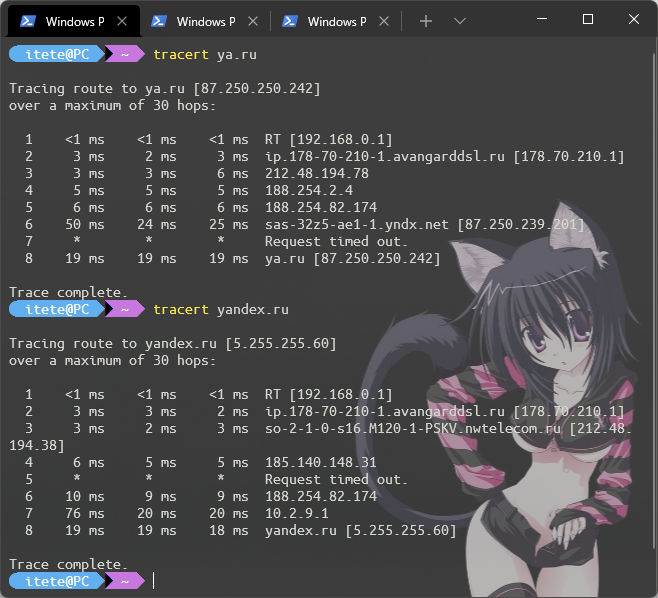 Windows P
Windows P
Windows P
itete@PC ~ tracert ya.ru
Tracing route to ya.ru [87.250.250.242]
over a maximum of 30 hops:
1 <1 ms <1 ms <1 ms RT [192.168.0.1]
2 3 ms 2 ms 3 ms ip.178-70-210-1.avangarddsl.ru [178.70.210.1]
3 3 ms 3 ms 6 ms 212.48.194.78
4 5 ms 5 ms 5 ms 188.254.2.4
5 6 ms 6 ms 6 ms 188.254.82.174
6 50 ms 24 ms 25 ms sas-32z5-ae1-1.yndx.net [87.250.239.201]
7 * * * Request timed out.
8 19 ms 19 ms 19 ms ya.ru [87.250.250.242]
Trace complete.
itete@PC ~ tracert yandex.ru
Tracing route to yandex.ru [5.255.255.60]
over a maximum of 30 hops:
1 <1 ms <1 ms <1 ms RT [192.168.0.1]
2 3 ms 3 ms 2 ms ip.178-70-210-1.avangarddsl.ru [178.70.210.1]
3 3 ms 2 ms 3 ms so-2-1-0-s16.M120-1-PSKV.nwtelecom.ru [212.48.
194.38]
4 6 ms 5 ms 5 ms 185.140.148.31
5 * * * Request timed out.
6 10 ms 9 ms 9 ms 188.254.82.174
7 76 ms 20 ms 20 ms 10.2.9.1
8 19 ms 19 ms 18 ms yandex.ru [5.255.255.60]
Trace complete.
itete@PC ~